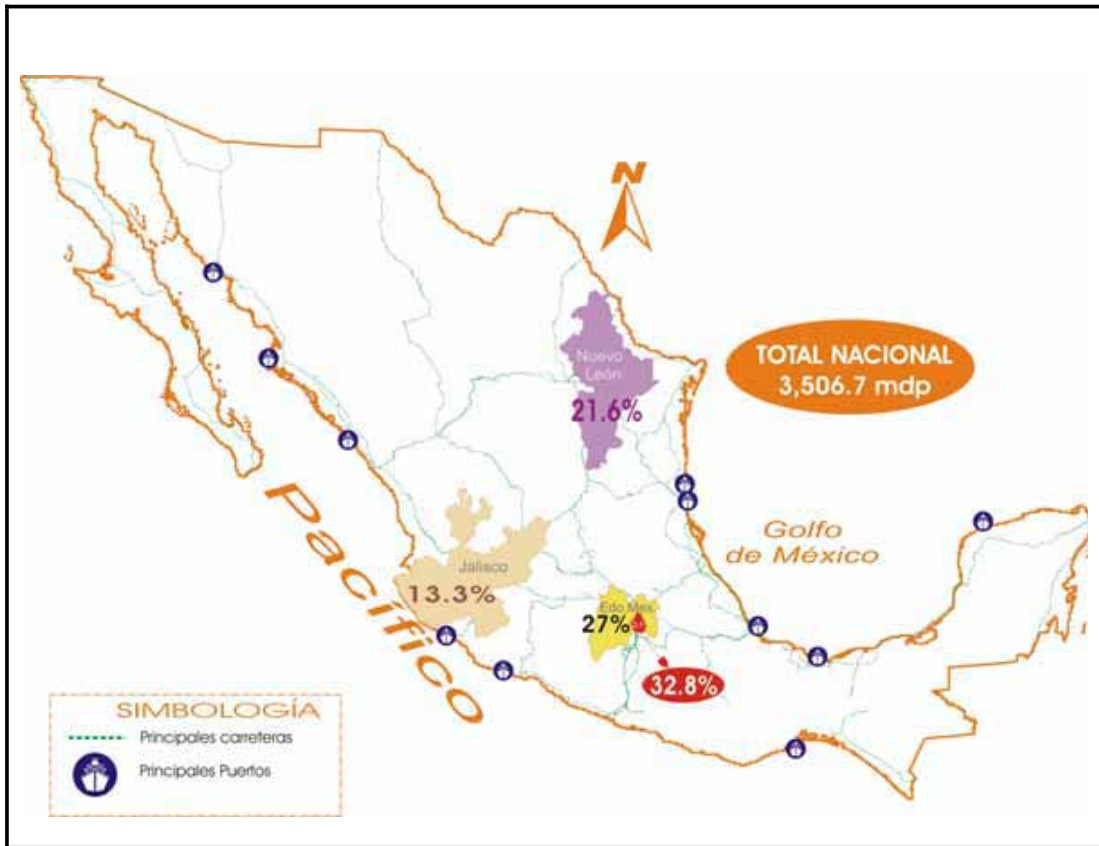 N
Nuevo
León
21.6%
TOTAL NACIONAL
3,506.7 mdp
Pacífico
Golfo
de México
Jalisco
13.3%
Edo Mex.
27%
32.8%
SIMBOLOGÍA
Principales carreteras
Principales Puertos